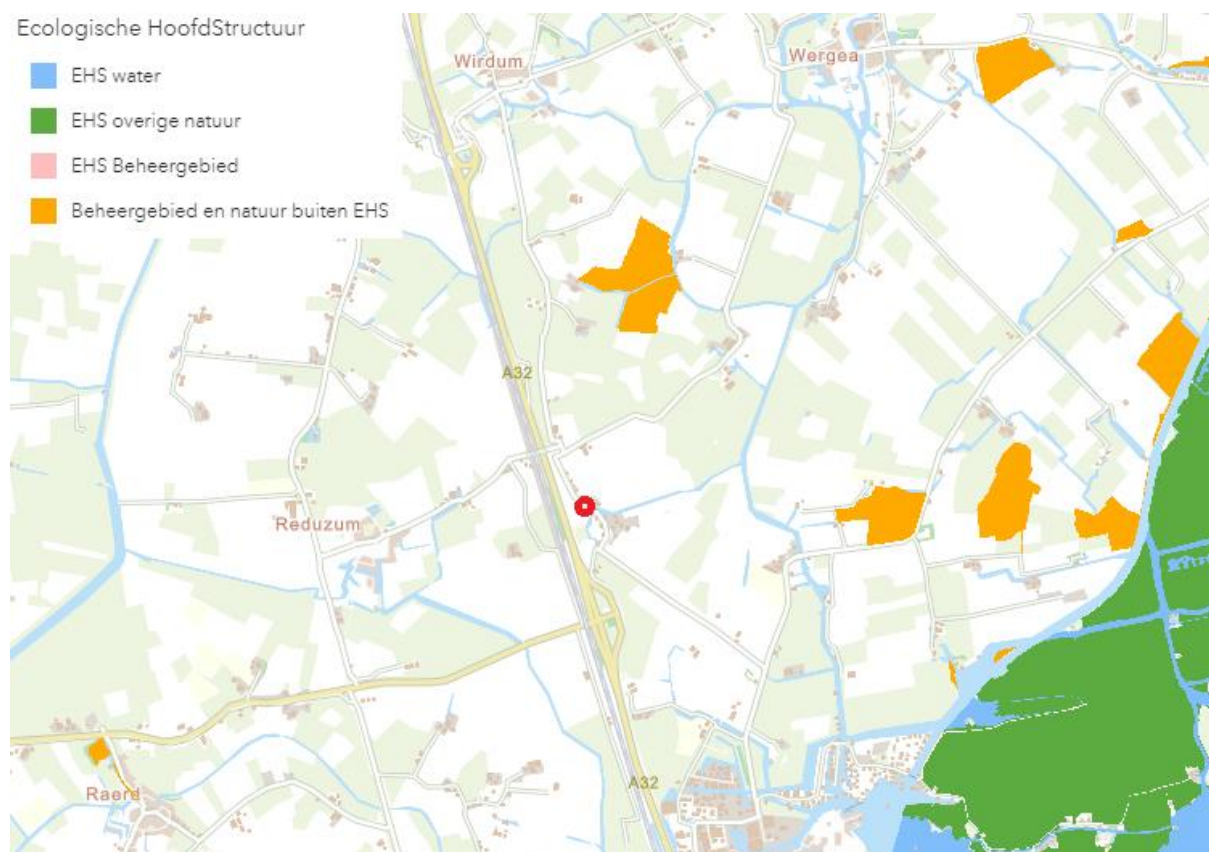 Ecologische HoofdStructuur
EHS water
EHS overige natuur
EHS Beheergebied
Beheergebied en natuur buiten EHS
Wirdum
Wergea
A32
Reduzum
A32
Raerd